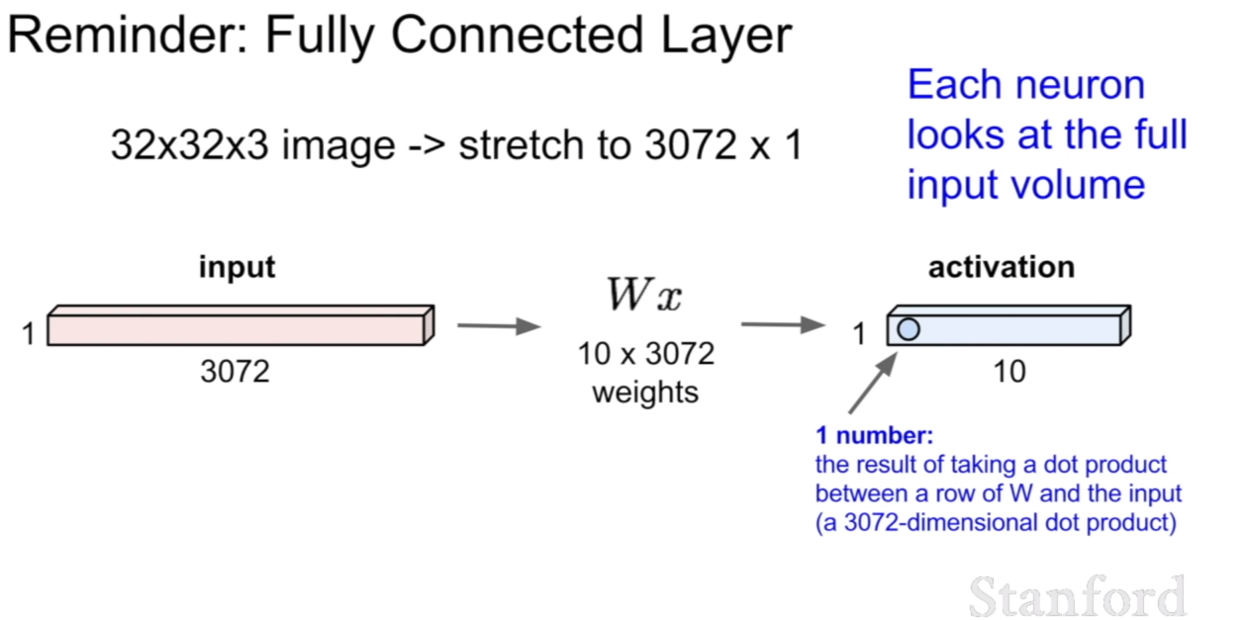 Reminder: Fully Connected Layer
32x32x3 image -> stretch to 3072 x 1
Each neuron
looks at the full
input volume
input
1
3072
Wx
10 x 3072
weights
activation
1
10
1 number:
the result of taking a dot product
between a row of W and the input
(a 3072-dimensional dot product)
Stanford